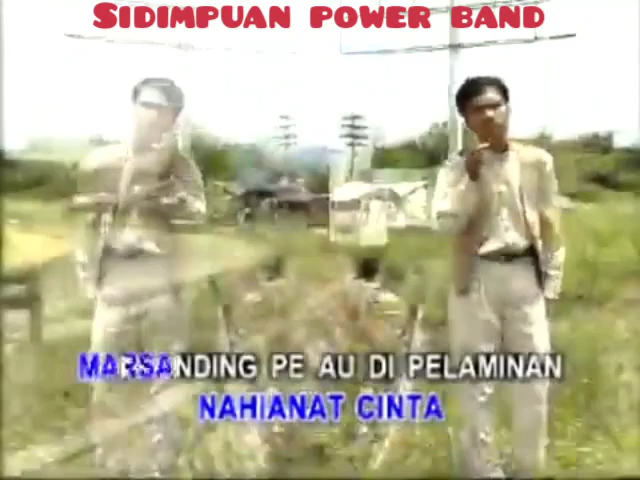 Sidimpuan power band
MARSANDING PE AU DI PELAMINAN
NAHIANAT CINTA